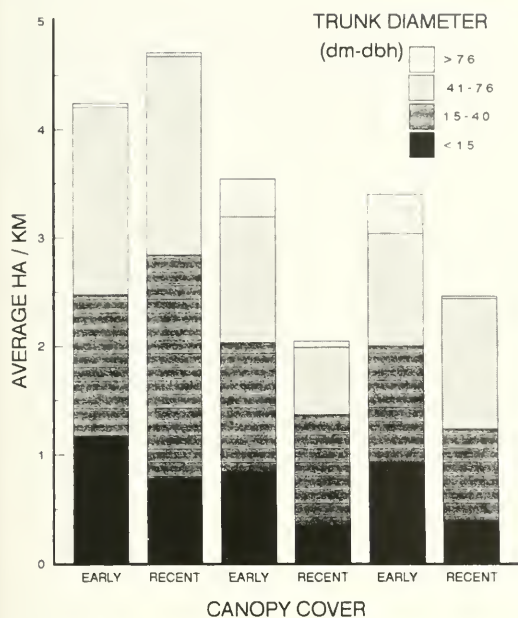 TRUNK DIAMETER
(dm-dbh)
>76
41-76
15-40
<15
AVERAGE HA / KM
5
4
3
2
1
0
EARLY RECENT EARLY RECENT EARLY RECENT
CANOPY COVER